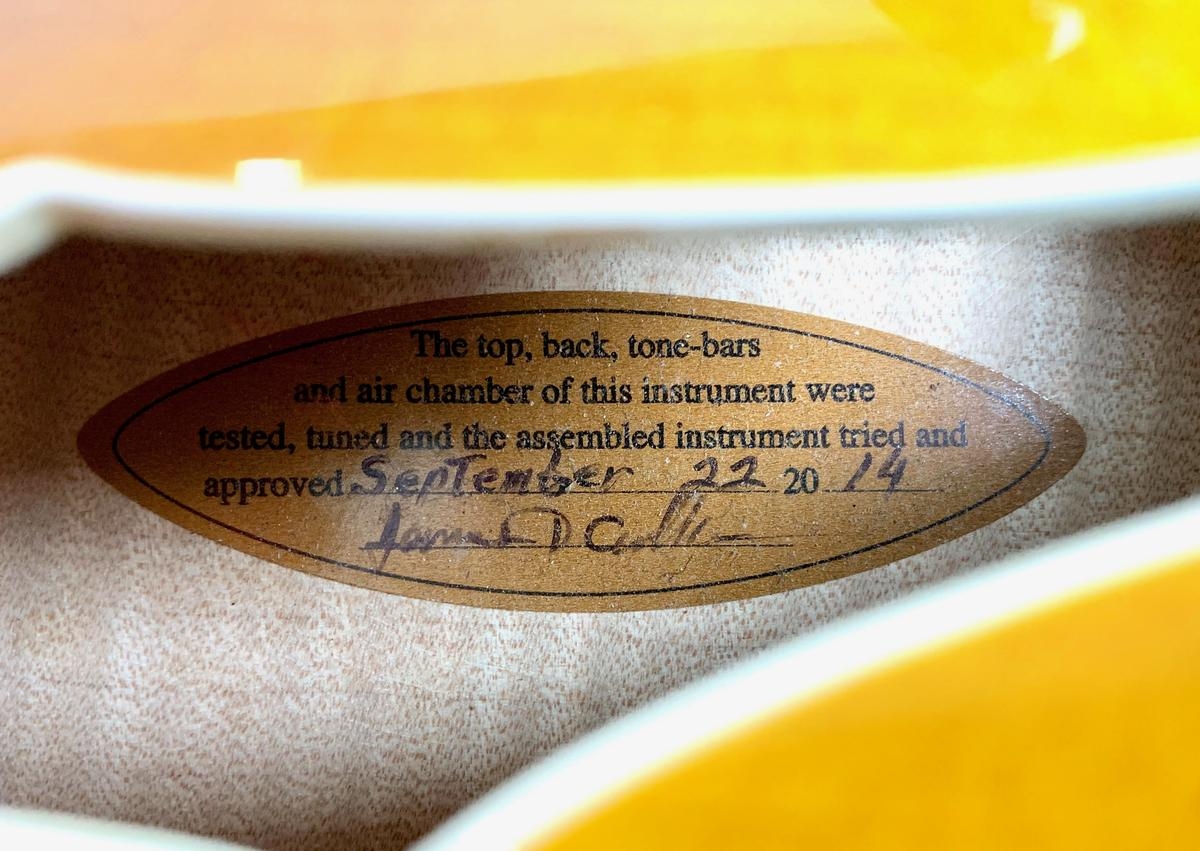 The top, back, tone-bars
and air chamber of this instrument were
tested, tuned and the assembled instrument tried and
approved September 22 20 14
James D